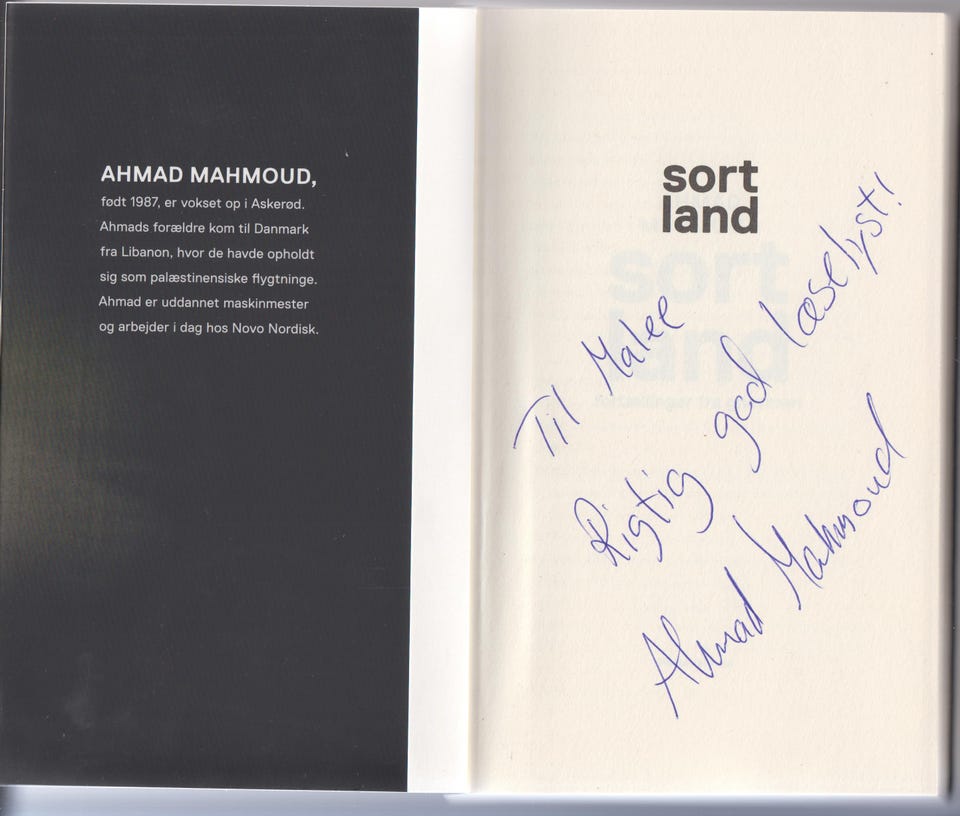 AHMAD MAHMOUD,
født 1987, er vokset op i Askerød.
Ahmads forældre kom til Danmark
fra Libanon, hvor de havde opholdt
sig som palæstinensiske flygtninge.
Ahmad er uddannet maskinmester
og arbejder i dag hos Novo Nordisk.
sort
land
sort
land
Til Malee
Rigtig god læselyst!
Ahmad Mahmoud